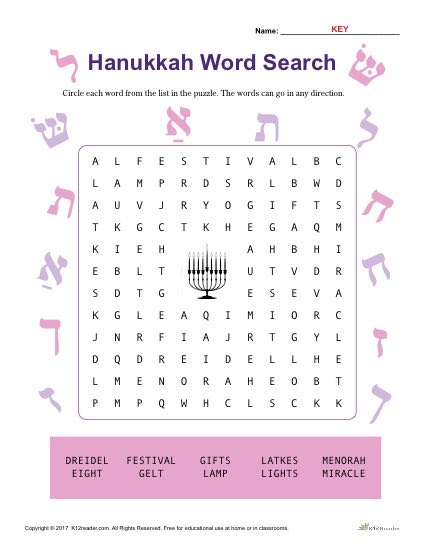 Name: KEY
Hanukkah Word Search
Circle each word from the list in the puzzle. The words can go in any direction.
A L F E S T I V A L B C
L A M P R D S R L B W D
A U V J R Y O G I F T S
T K G C T K H E G A Q M
K I E H A H B H I
E B L T U T V D R
S D T G E S E V A
K G L E A Q I M I O R C
J N R F I A J R T G Y L
D Q D R E I D E L L H E
L M E N O R A H E O B T
P M P Q W H C L S C K K
DREIDEL FESTIVAL GIFTS LATKES MENORAH
EIGHT GELT LAMP LIGHTS MIRACLE
Copyright © 2017 K12reader.com. All Rights Reserved. Free for educational use at home or in classrooms.
K12Reader